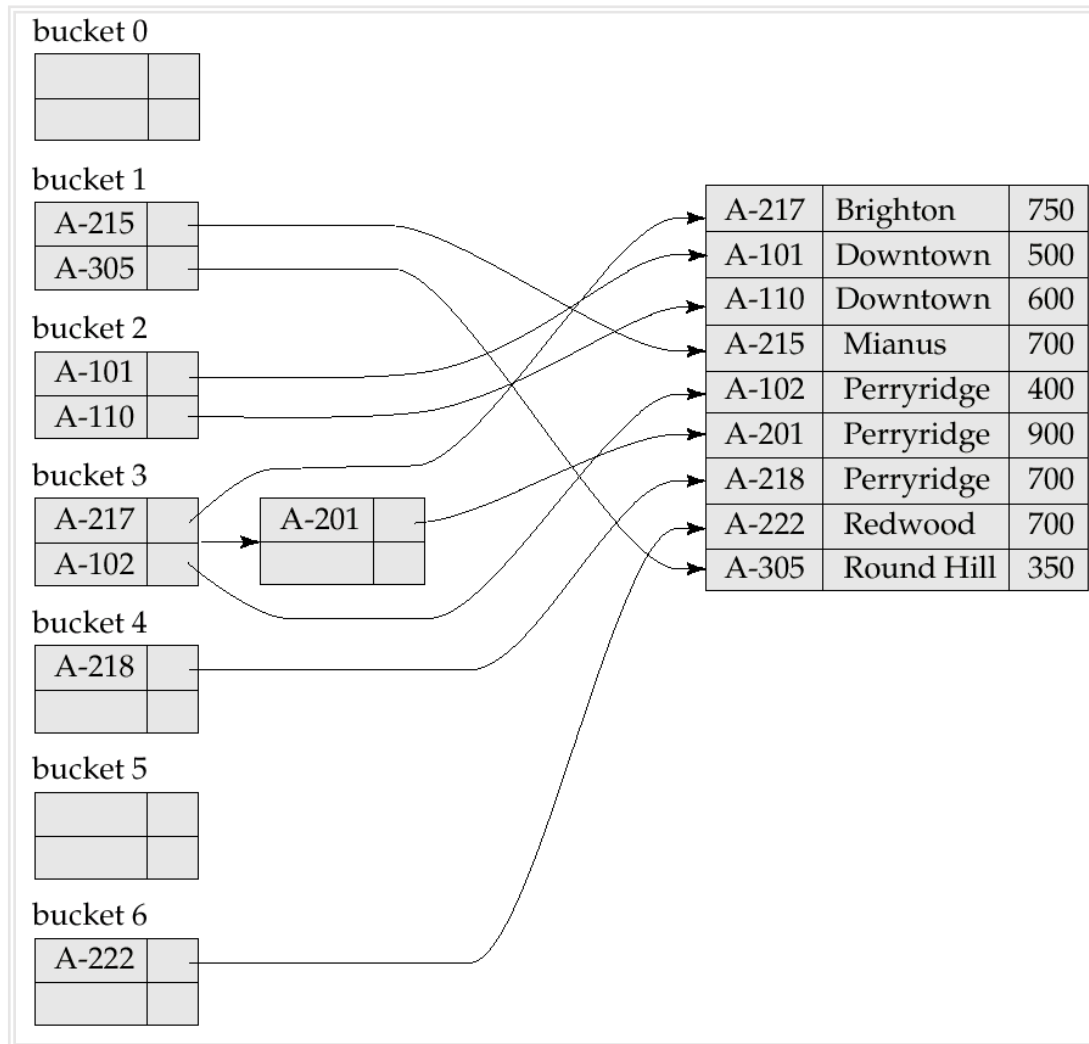 bucket 0
bucket 1
A-215
A-305
bucket 2
A-101
A-110
bucket 3
A-217
A-102
A-201
bucket 4
A-218
bucket 5
bucket 6
A-222
A-217 Brighton 750
A-101 Downtown 500
A-110 Downtown 600
A-215 Mianus 700
A-102 Perryridge 400
A-201 Perryridge 900
A-218 Perryridge 700
A-222 Redwood 700
A-305 Round Hill 350